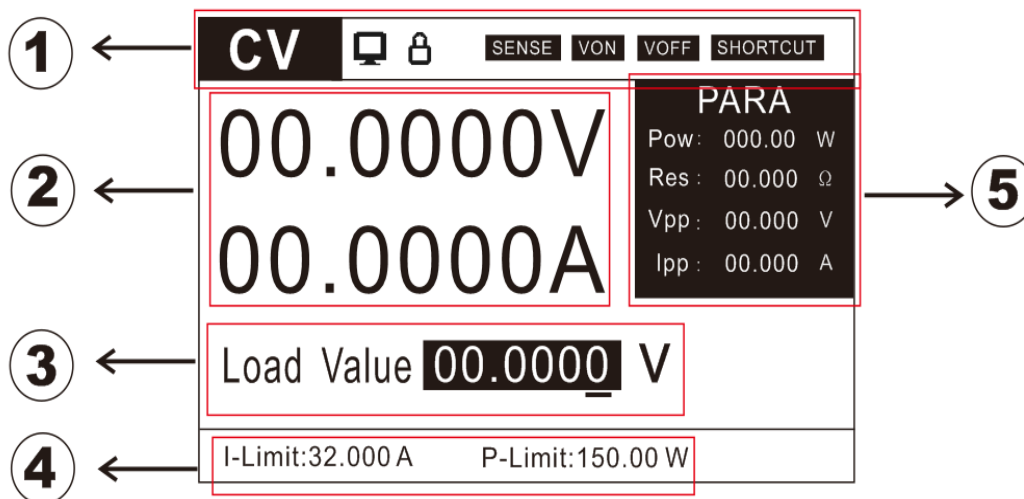 1
CV SENSE VON VOFF SHORTCUT
2
00.0000V
00.0000A
PARA
Pow: 000.00 W
Res: 00.000 Ω
Vpp: 00.000 V
Ipp: 00.000 A
5
3
Load Value 00.0000 V
4
I-Limit:32.000 A P-Limit:150.00 W